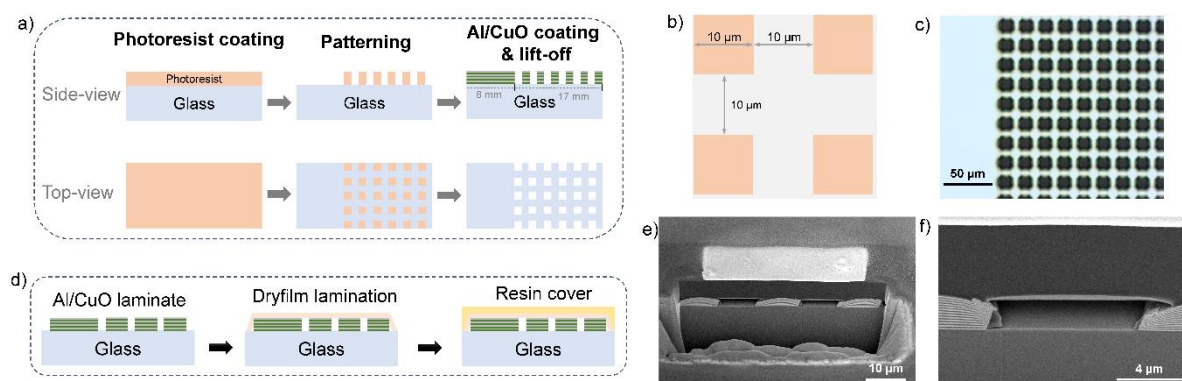 a)
Photoresist coating
Patterning
Al/CuO coating
& lift-off
Side-view
Photoresist
Glass
Glass
8 mm
17 mm
Glass
Top-view
b)
10 µm
10 µm
10 µm
c)
50 µm
d)
Al/CuO laminate
Dryfilm lamination
Resin cover
Glass
Glass
Glass
e)
10 µm
f)
4 µm